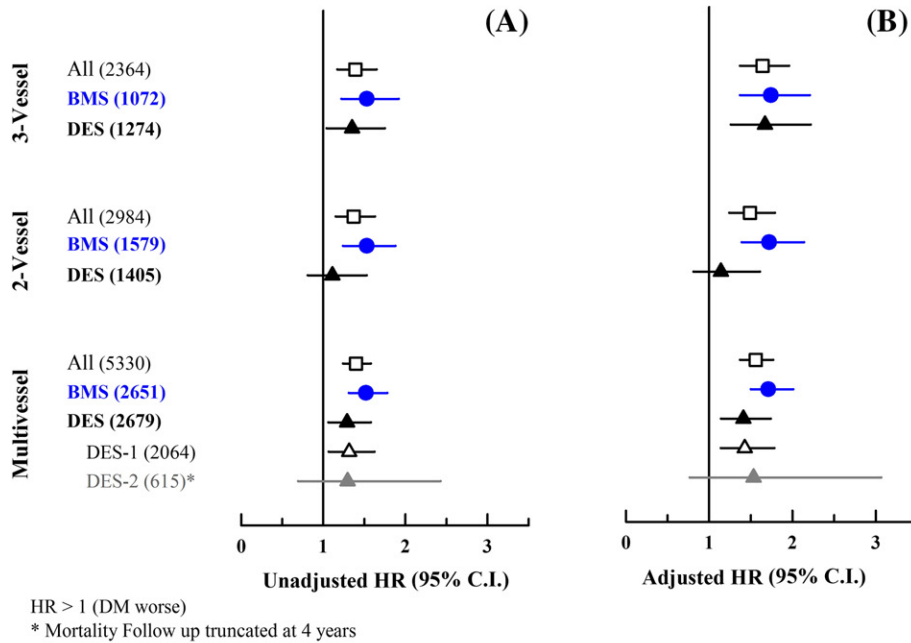 (A)
(B)
3-Vessel
All (2364)
BMS (1072)
DES (1274)
2-Vessel
All (2984)
BMS (1579)
DES (1405)
Multivessel
All (5330)
BMS (2651)
DES (2679)
DES-1 (2064)
DES-2 (615)*
0 1 2 3
0 1 2 3
Unadjusted HR (95% C.I.)
Adjusted HR (95% C.I.)
HR > 1 (DM worse)
* Mortality Follow up truncated at 4 years